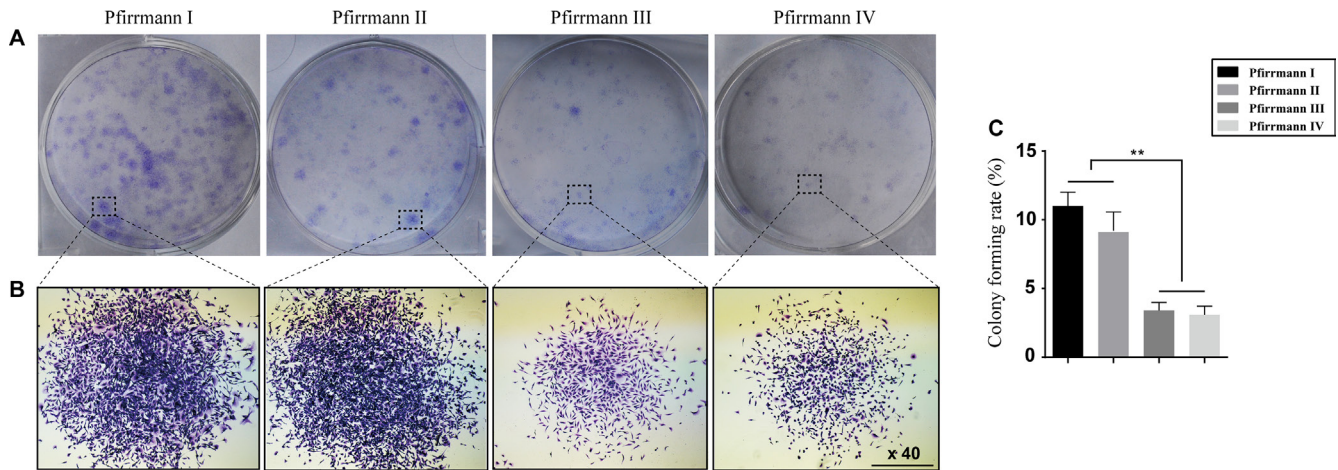 Pfirrmann I Pfirrmann II Pfirrmann III Pfirrmann IV
A
B
x 40
Pfirrmann I
Pfirrmann II
Pfirrmann III
Pfirrmann IV
C
Colony forming rate (%)
15
10
5
0
**